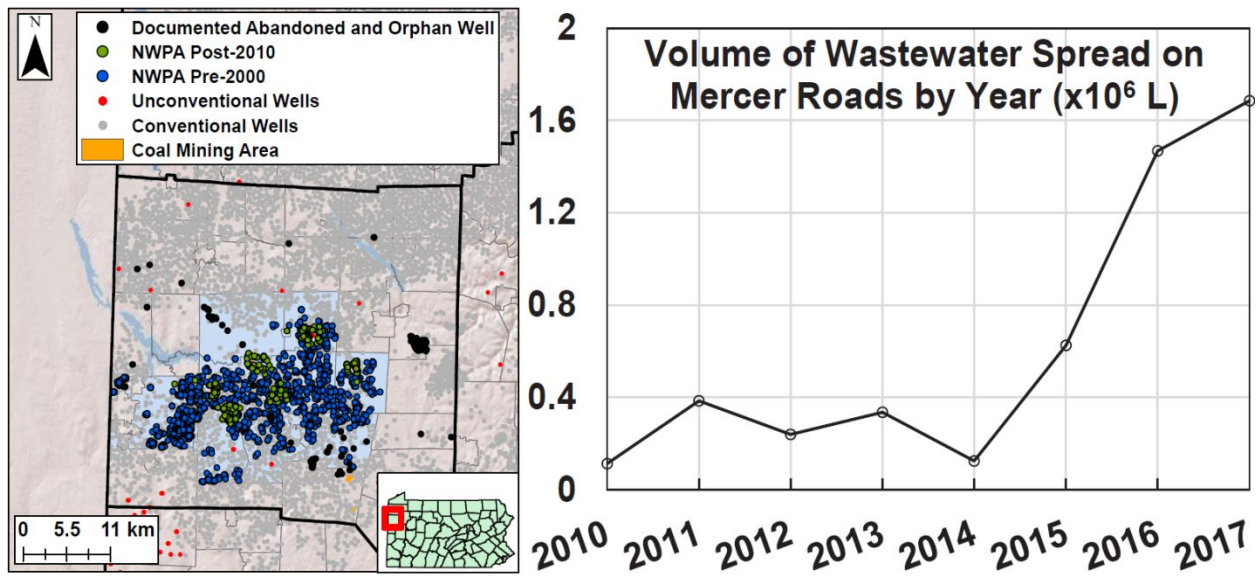 N
Documented Abandoned and Orphan Well
NWPA Post-2010
NWPA Pre-2000
Unconventional Wells
Conventional Wells
Coal Mining Area
0 5.5 11 km
Volume of Wastewater Spread on
Mercer Roads by Year (x10⁶ L)
2
1.6
1.2
0.8
0.4
0
2010 2011 2012 2013 2014 2015 2016 2017